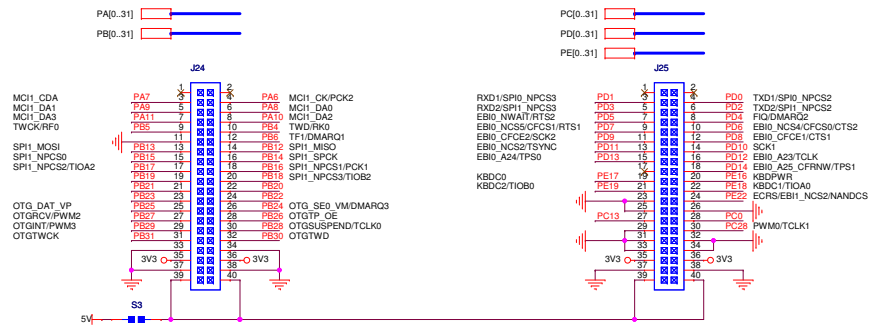 PA[0..31] PC[0..31]
PB[0..31] PD[0..31]
PE[0..31]
J24 J25
1 2 1 2
MCI1_CDA PA7 3 4 PA6 MCI1_CK/PCK2 RXD1/SPI0_NPCS3 PD1 3 4 PD0 TXD1/SPI0_NPCS2
MCI1_DA1 PA9 5 6 PA8 MCI1_DA0 RXD2/SPI1_NPCS3 PD3 5 6 PD2 TXD2/SPI1_NPCS2
MCI1_DA3 PA11 7 8 PA10 MCI1_DA2 EBI0_NWAIT/RTS2 PD5 7 8 PD4 FIQ/DMARQ2
TWCK/RF0 PB5 9 10 PB4 TWD/RK0 EBI0_NCS5/CFCS1/RTS1 PD7 9 10 PD6 EBI0_NCS4/CFCS0/CTS2
11 12 PB6 TF1/DMARQ1 EBI0_CFCE2/SCK2 PD9 11 12 PD8 EBI0_CFCE1/CTS1
SPI1_MOSI PB13 13 14 PB12 SPI1_MISO EBI0_NCS2/TSYNC PD11 13 14 PD10 SCK1
SPI1_NPCS0 PB15 15 16 PB14 SPI1_SPCK EBI0_A24/TPS0 PD13 15 16 PD12 EBI0_A23/TCLK
SPI1_NPCS2/TIOA2 PB17 17 18 PB16 SPI1_NPCS1/PCK1 17 18 PD14 EBI0_A25_CFRNW/TPS1
PB19 19 20 PB18 SPI1_NPCS3/TIOB2 KBDC0 PE17 19 20 PE16 KBDPWR
PB21 21 22 PB20 KBDC2/TIOB0 PE19 21 22 PE18 KBDC1/TIOA0
PB23 23 24 PB22 23 24 PE22 ECRS/EBI1_NCS2/NANDCS
OTG_DAT_VP PB25 25 26 PB24 OTG_SE0_VM/DMARQ3 25 26
OTGRCV/PWM2 PB27 27 28 PB26 OTGTP_OE PC13 27 28 PC0
OTGINT/PWM3 PB29 29 30 PB28 OTGSUSPEND/TCLK0 29 30 PC28 PWM0/TCLK1
OTGTWCK PB31 31 32 PB30 OTGTWD 31 32
33 34 33 34
3V3 35 36 3V3 3V3 35 36 3V3
37 38 37 38
39 40 39 40
S3
5V